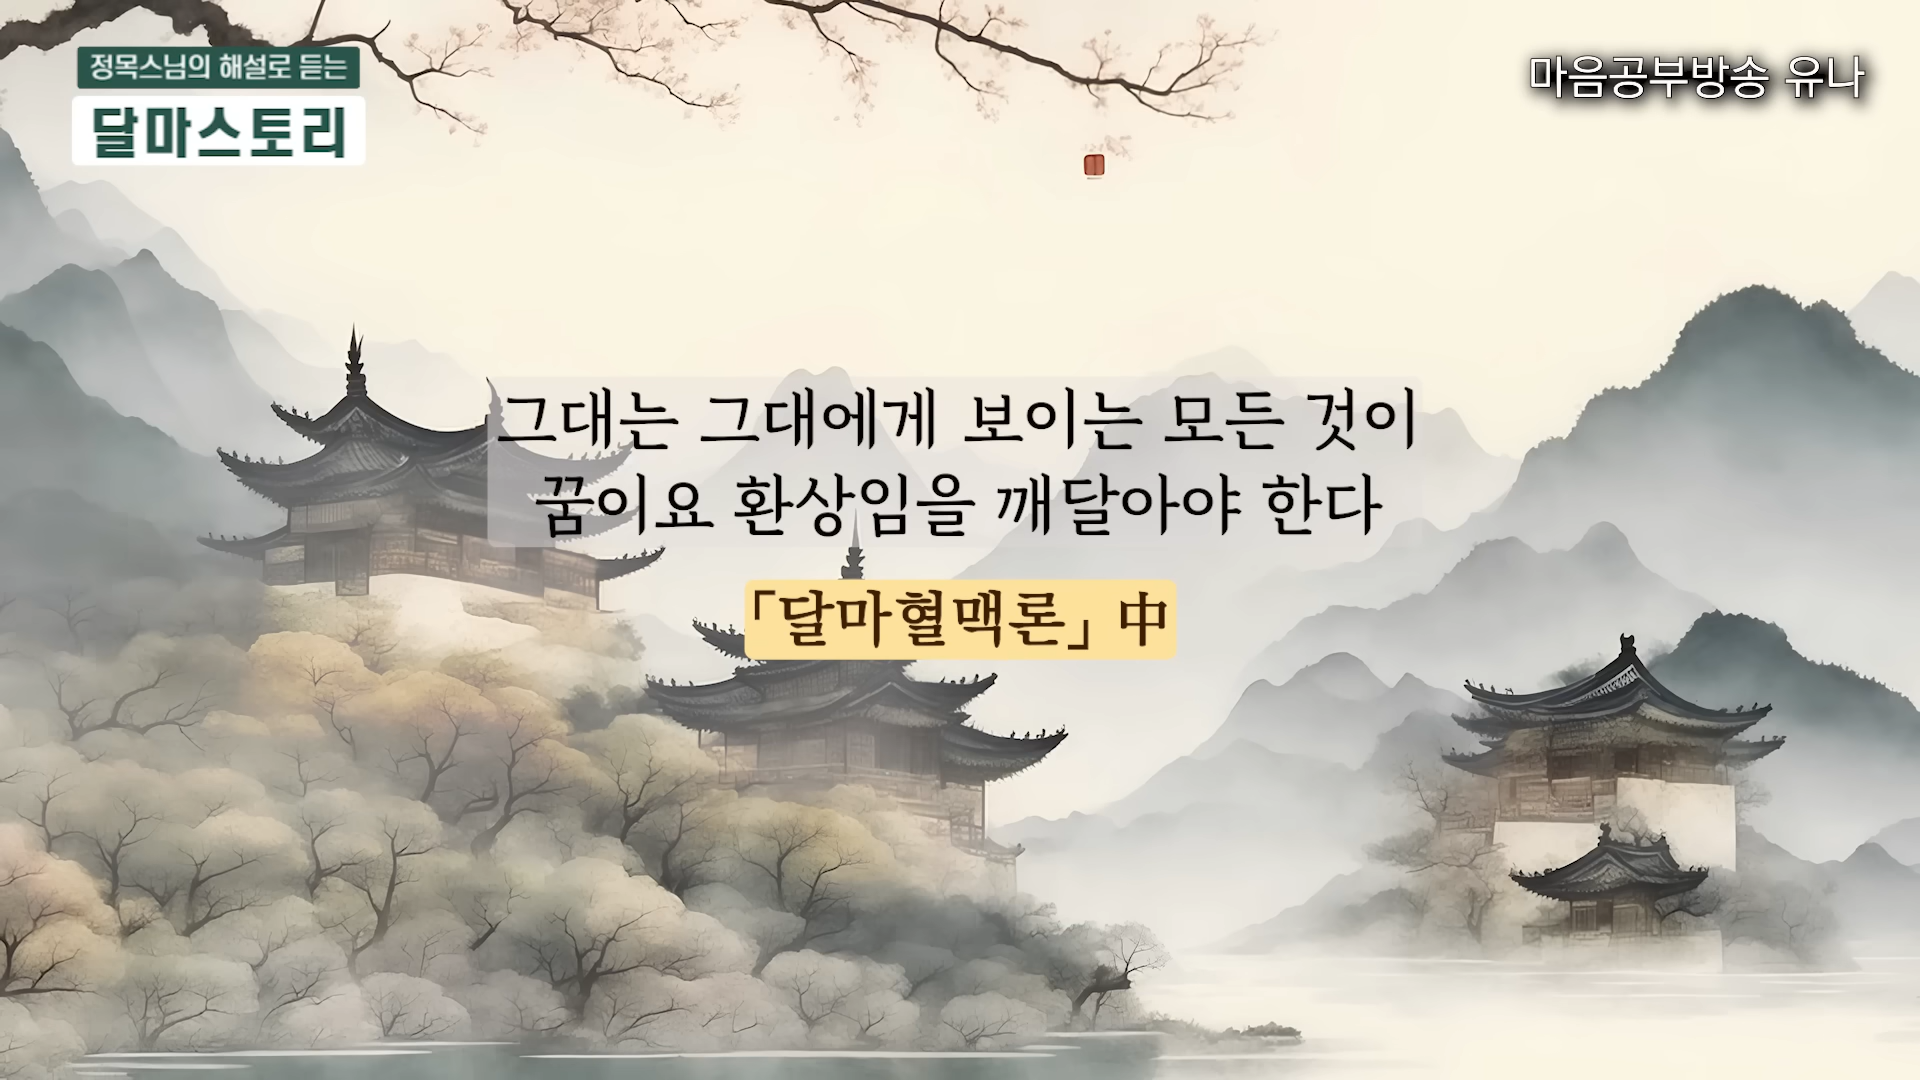 정목스님의 해설로 듣는
달마스토리
마음공부방송 유나
그대는 그대에게 보이는 모든 것이
꿈이요 환상임을 깨달아야 한다
「달마혈맥론」 中